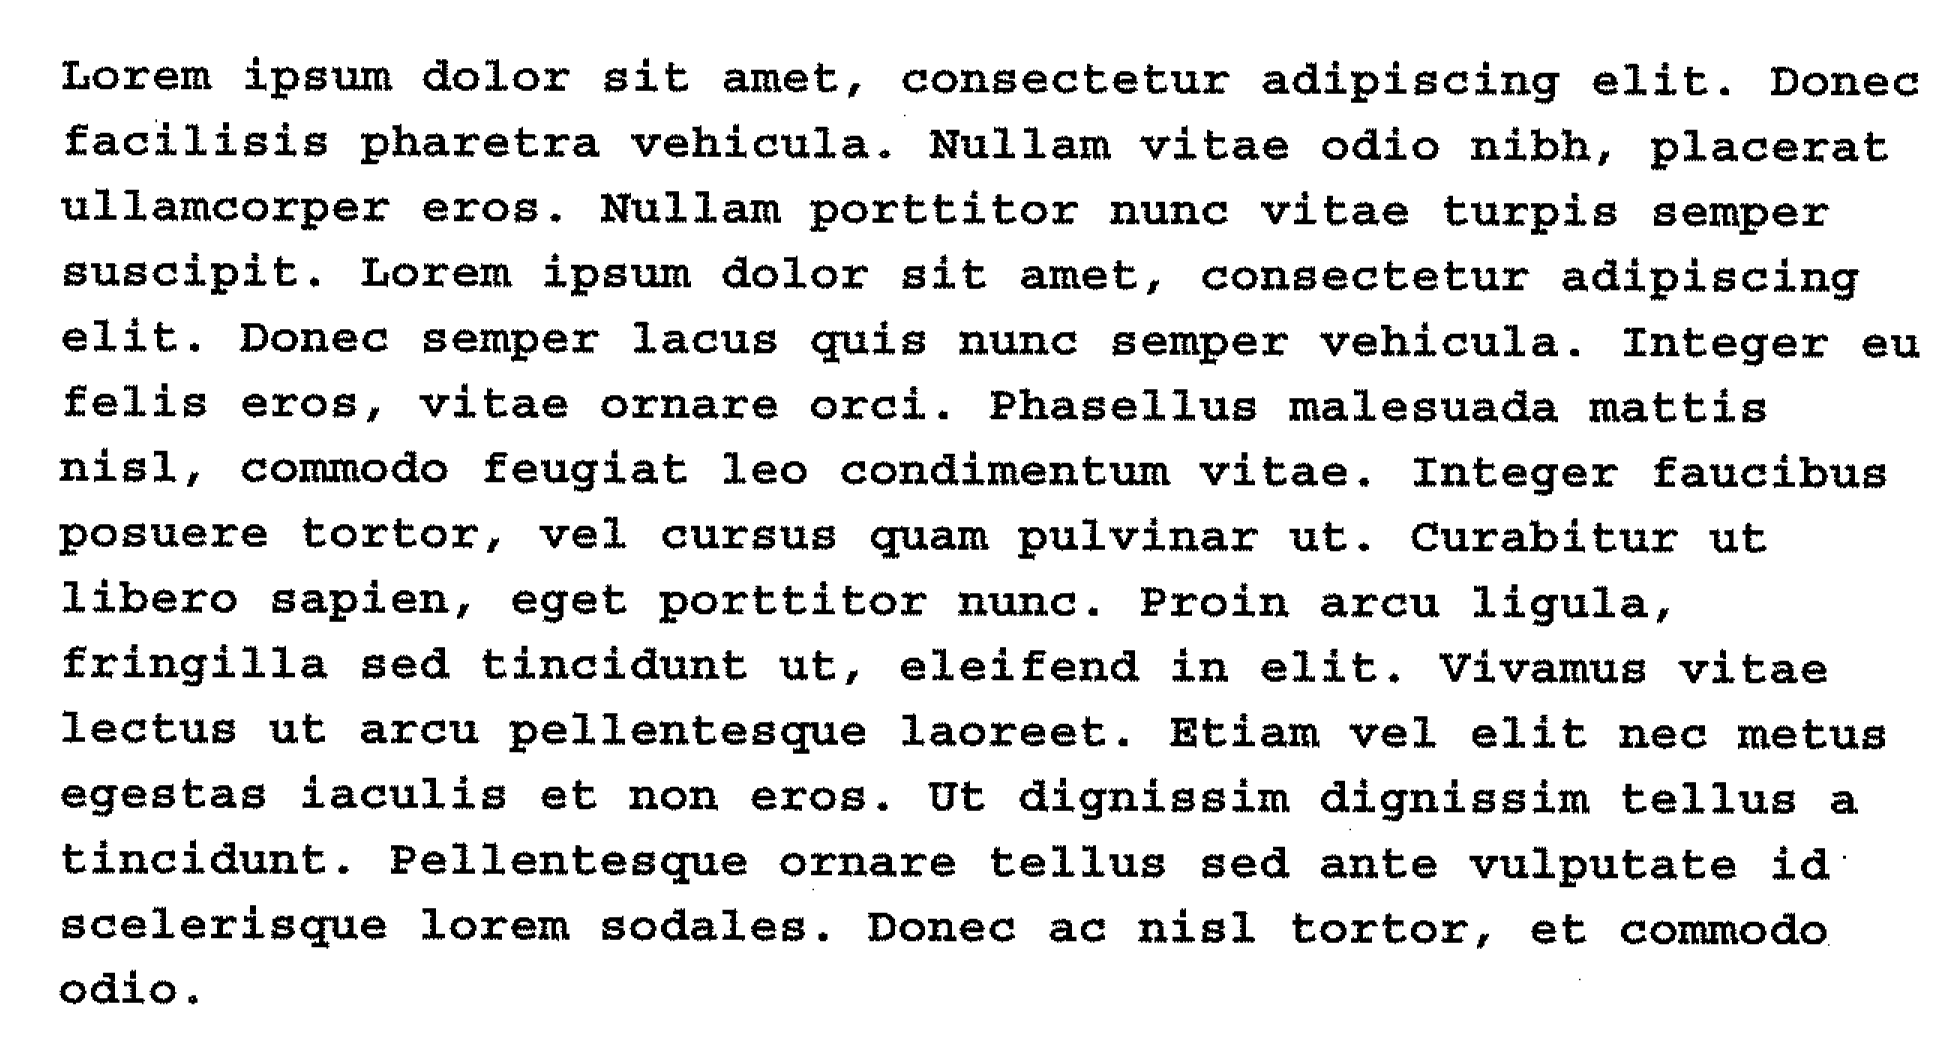 Lorem ipsum dolor sit amet, consectetur adipiscing elit. Donec
facilisis pharetra vehicula. Nullam vitae odio nibh, placerat
ullamcorper eros. Nullam porttitor nunc vitae turpis semper
suscipit. Lorem ipsum dolor sit amet, consectetur adipiscing
elit. Donec semper lacus quis nunc semper vehicula. Integer eu
felis eros, vitae ornare orci. Phasellus malesuada mattis
nisl, commodo feugiat leo condimentum vitae. Integer faucibus
posuere tortor, vel cursus quam pulvinar ut. Curabitur ut
libero sapien, eget porttitor nunc. Proin arcu ligula,
fringilla sed tincidunt ut, eleifend in elit. Vivamus vitae
lectus ut arcu pellentesque laoreet. Etiam vel elit nec metus
egestas iaculis et non eros. Ut dignissim dignissim tellus a
tincidunt. Pellentesque ornare tellus sed ante vulputate id
scelerisque lorem sodales. Donec ac nisl tortor, et commodo
odio.